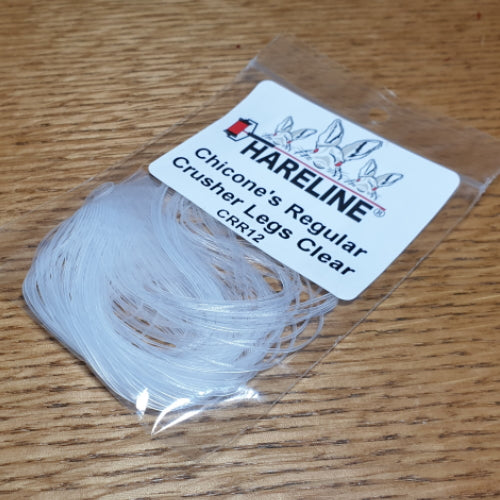 HARELINE®
Chicone's Regular
Crusher Legs Clear
CRR12